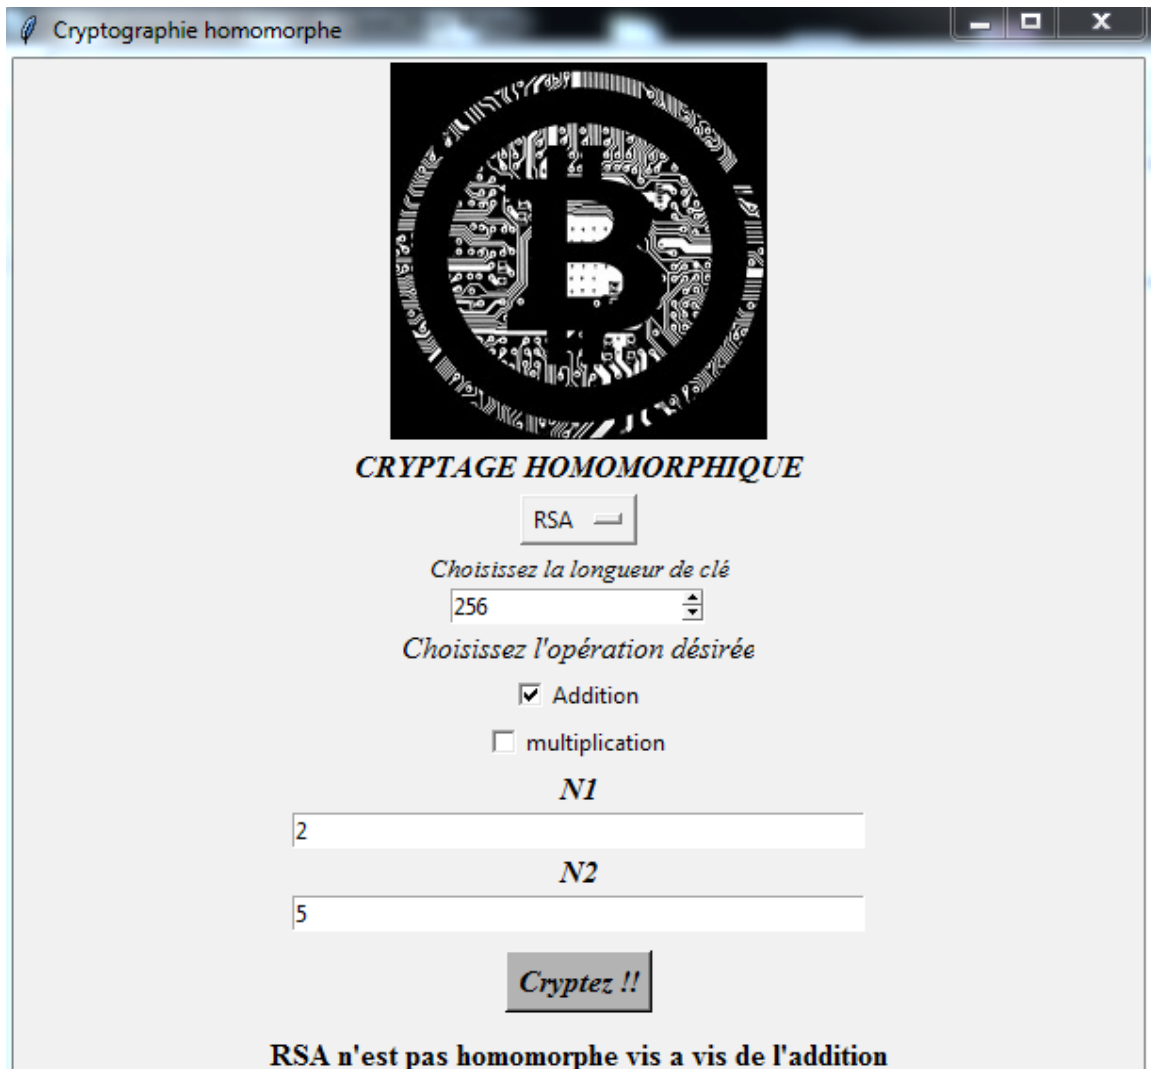 Cryptographie homomorphe
CRYPTAGE HOMOMORPHIQUE
RSA
Choisissez la longueur de clé
256
Choisissez l'opération désirée
Addition
multiplication
N1
2
N2
5
Cryptez !!
RSA n'est pas homomorphe vis a vis de l'addition